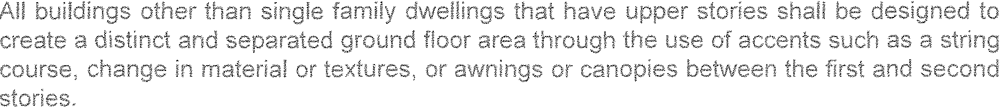 All buildings other than single family dwellings that have upper stories shall be designed to
create a distinct and separated ground floor area through the use of accents such as a string
course, change in material or textures, or awnings or canopies between the first and second
stories.